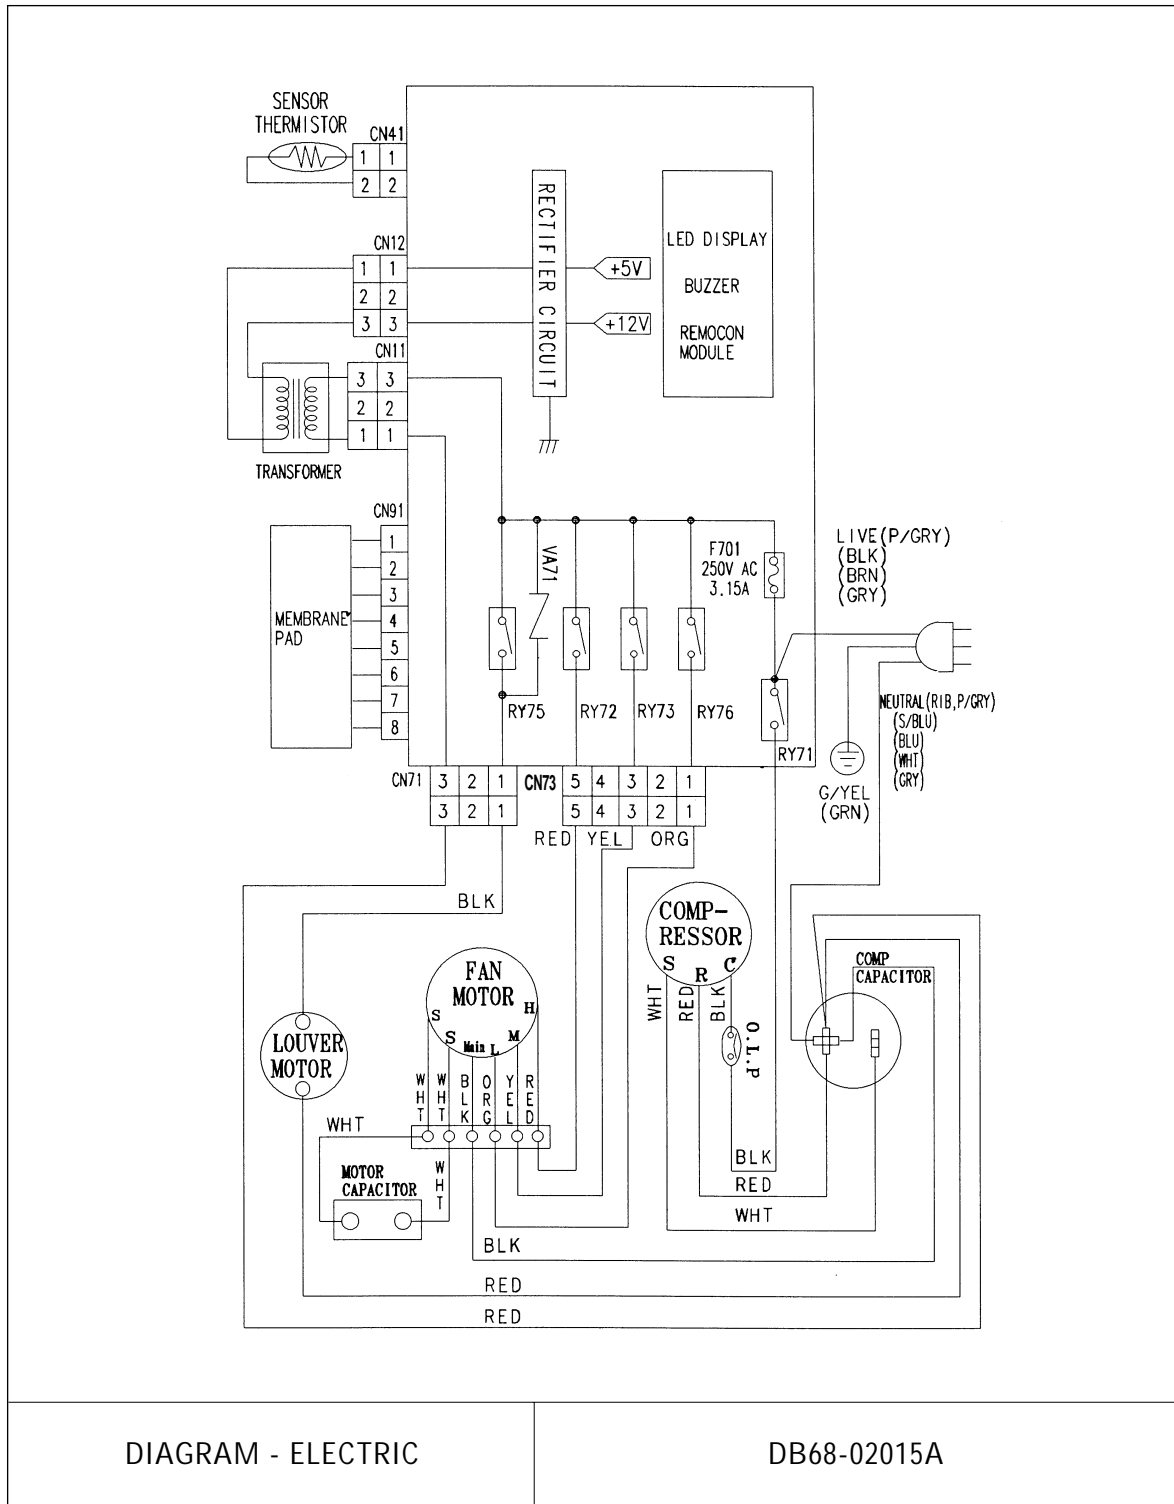 SENSOR
THERMISTOR
CN41
1 1
2 2
CN12
1 1
2 2
3 3
CN11
3 3
2 2
1 1
TRANSFORMER
RECTIFIER CIRCUIT
+5V
+12V
LED DISPLAY
BUZZER
REMOCON
MODULE
CN91
1
2
3
4
5
6
7
8
MEMBRANE
PAD
VA71
F701
250V AC
3.15A
LIVE(P/GRY)
(BLK)
(BRN)
(GRY)
NEUTRAL(RIB,P/GRY)
(S/BLU)
(BLU)
(WHT)
(GRY)
G/YEL
(GRN)
RY75
RY72
RY73
RY76
RY71
CN71
3 2 1
3 2 1
CN73
5 4 3 2 1
5 4 3 2 1
RED YEL ORG
BLK
COMP-
RESSOR
S R C
WHT
RED
BLK
O.L.P
COMP
CAPACITOR
FAN
MOTOR
S S Main L M H
WHT
WHT
BLK
ORG
YEL
RED
LOUVER
MOTOR
WHT
WHT
MOTOR
CAPACITOR
BLK
RED
WHT
BLK
RED
RED
DIAGRAM - ELECTRIC
DB68-02015A